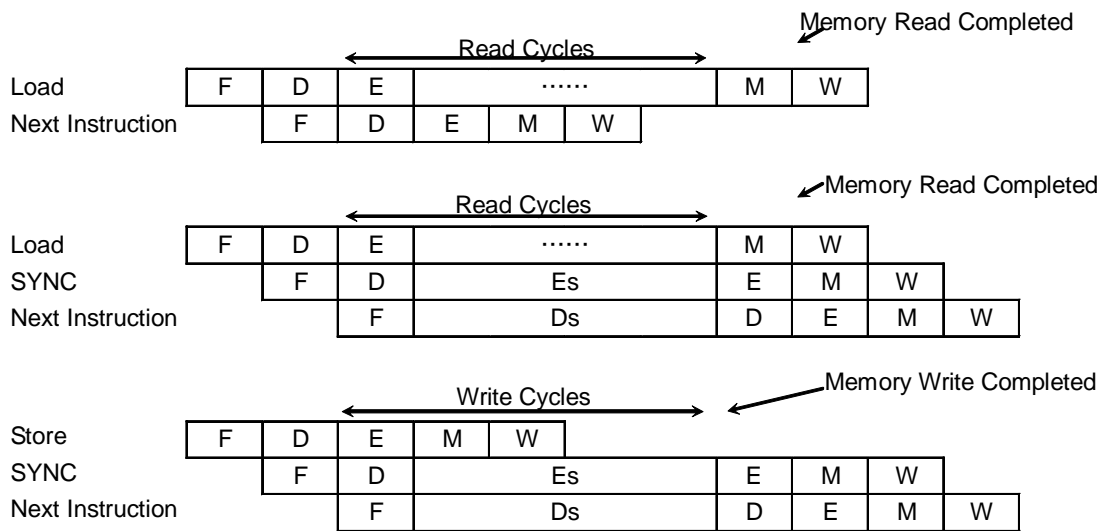 Memory Read Completed
Read Cycles
Load F D E ...... M W
Next Instruction F D E M W
Memory Read Completed
Read Cycles
Load F D E ...... M W
SYNC F D Es E M W
Next Instruction F Ds D E M W
Memory Write Completed
Write Cycles
Store F D E M W
SYNC F D Es E M W
Next Instruction F Ds D E M W